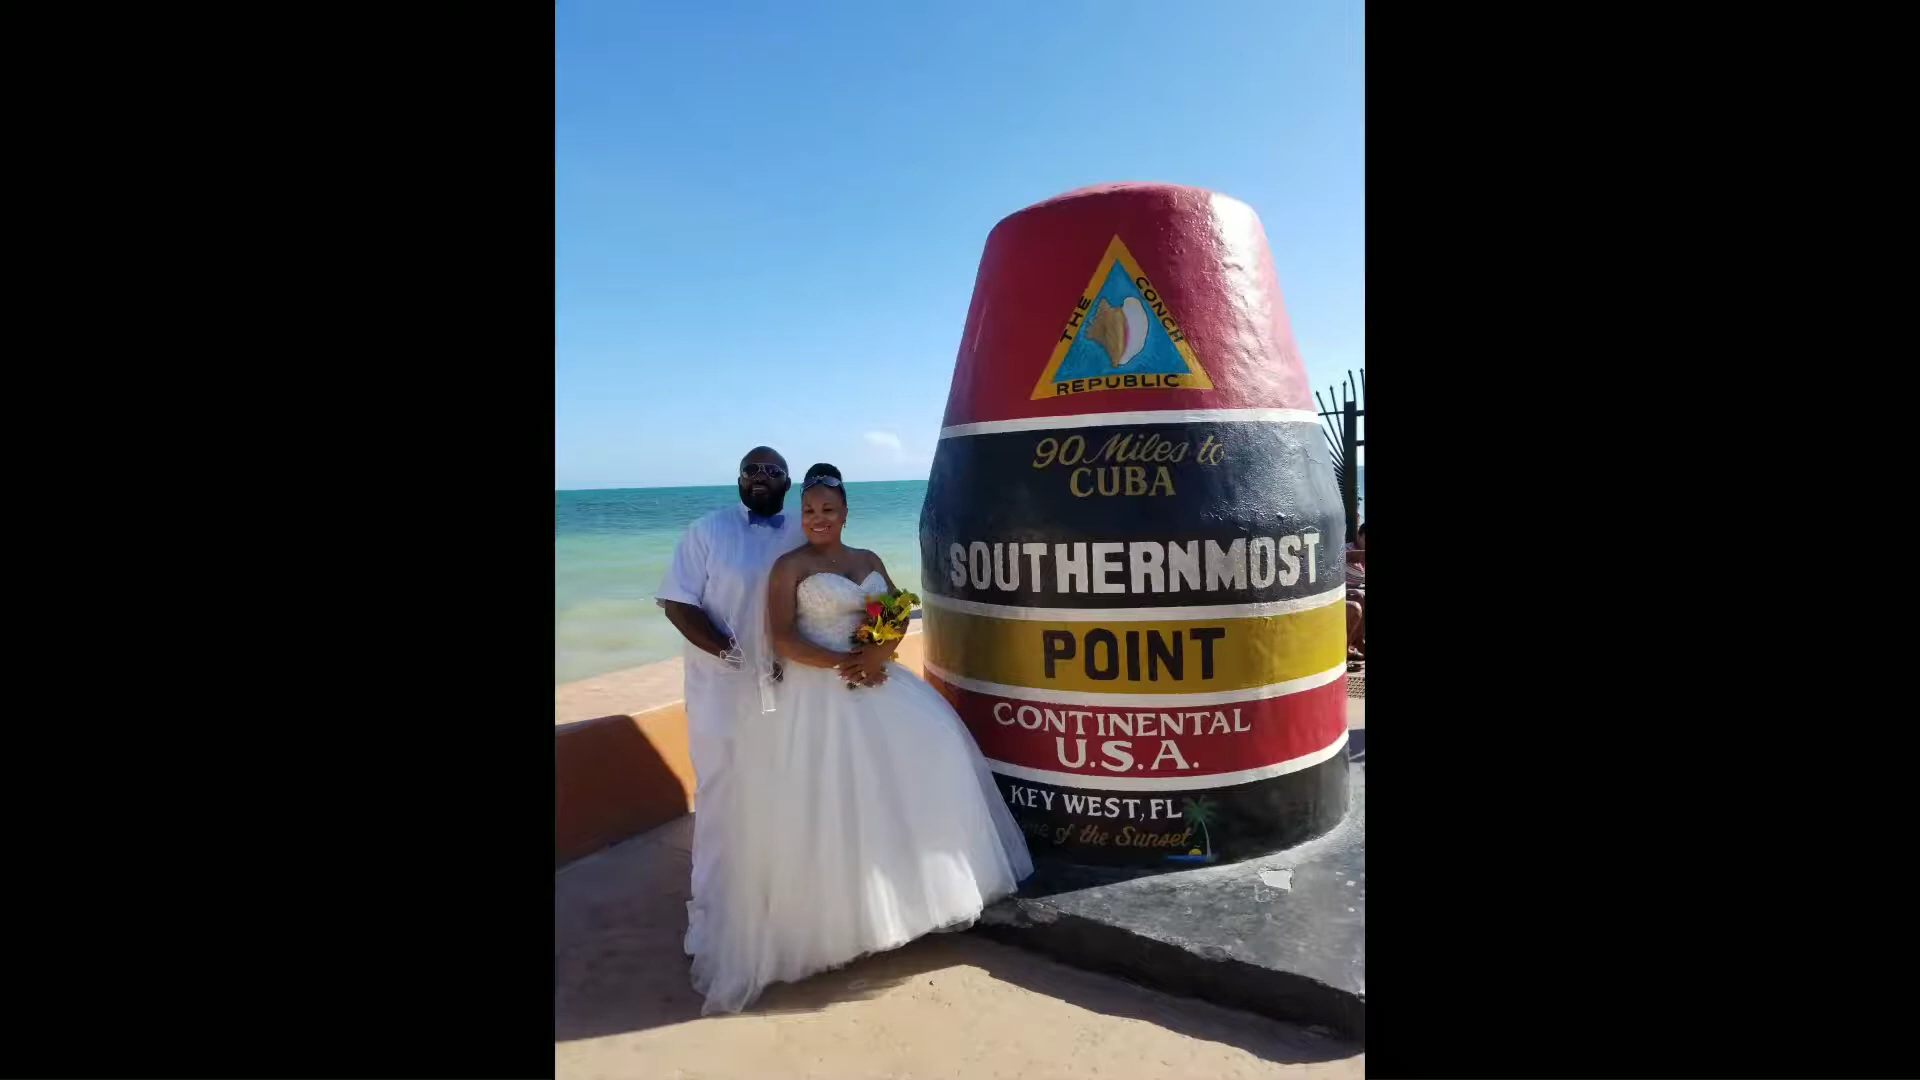 THE CONCH
REPUBLIC
90 Miles to
CUBA
SOUTHERNMOST
POINT
CONTINENTAL
U.S.A.
KEY WEST, FL
of the Sunset